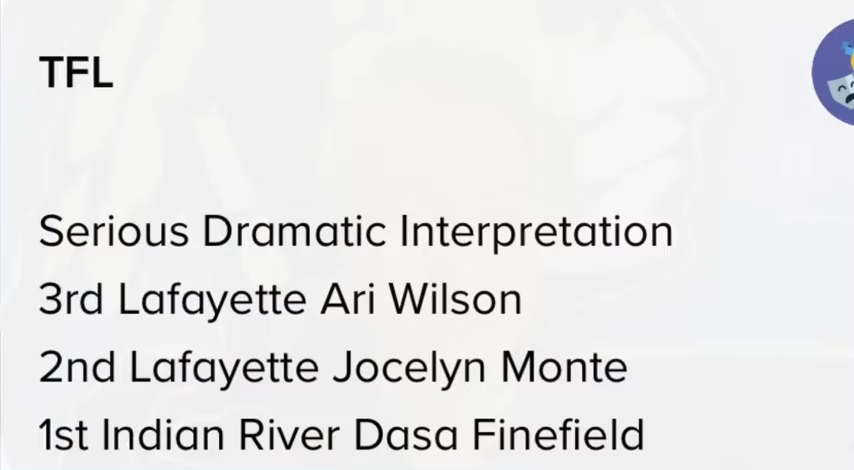 TFL
Serious Dramatic Interpretation
3rd Lafayette Ari Wilson
2nd Lafayette Jocelyn Monte
1st Indian River Dasa Finefield